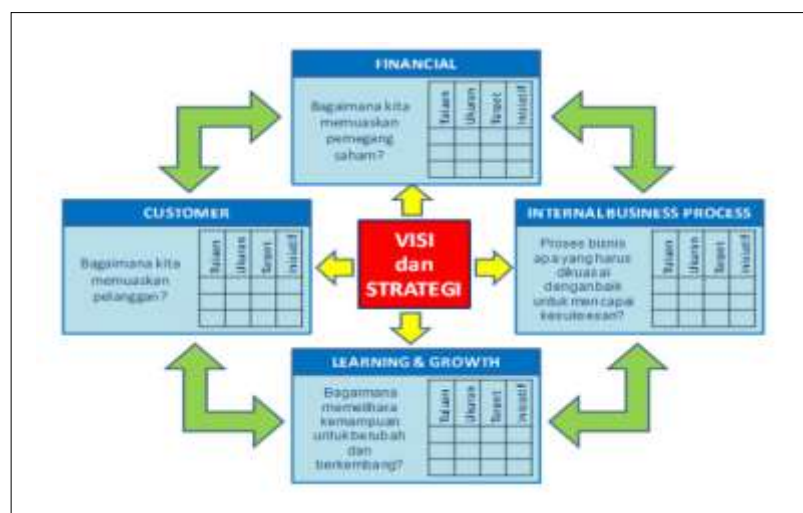 FINANCIAL
Bagaimana kita
memuaskan
pemegang
saham?
Tujuan
Ukuran
Target
Inisiatif
CUSTOMER
Bagaimana kita
memuaskan
pelanggan?
Tujuan
Ukuran
Target
Inisiatif
VISI
dan
STRATEGI
INTERNAL BUSINESS PROCESS
Proses bisnis
apa yang harus
dikuasai
dengan baik
untuk mencapai
kesuksesan?
Tujuan
Ukuran
Target
Inisiatif
LEARNING & GROWTH
Bagaimana
memelihara
kemampuan
untuk berubah
dan
berkembang?
Tujuan
Ukuran
Target
Inisiatif